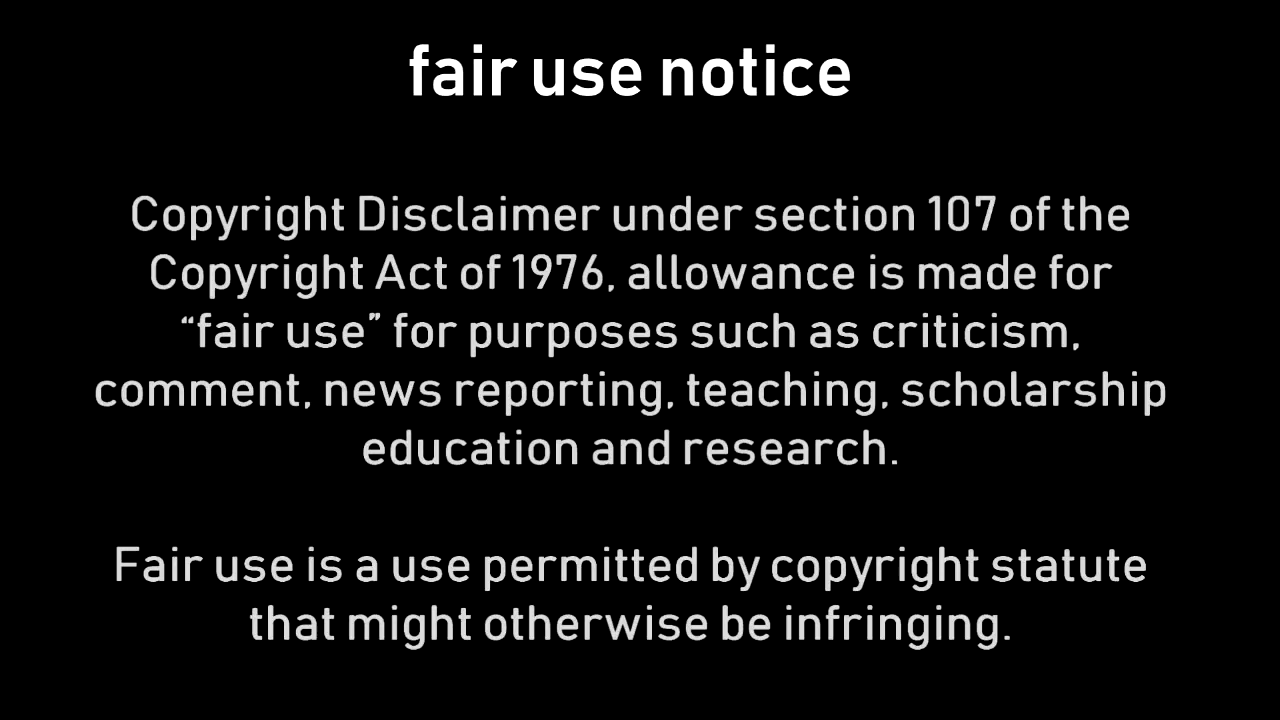 fair use notice
Copyright Disclaimer under section 107 of the
Copyright Act of 1976, allowance is made for
“fair use” for purposes such as criticism,
comment, news reporting, teaching, scholarship
education and research.
Fair use is a use permitted by copyright statute
that might otherwise be infringing.